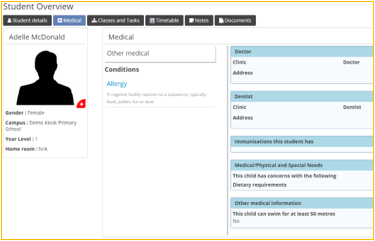 Student Overview
Student details
Medical
Classes and Tasks
Timetable
Notes
Documents
Adelle McDonald
Gender : Female
Campus : Demo Kiosk Primary
School
Year Level : 1
Home room : N/A
Medical
Other medical
Conditions
Allergy
A negative bodily reaction to a substance, typically
food, pollen, fur or dust
Doctor
Clinic Doctor
Address
Dentist
Clinic Dentist
Address
Immunisations this student has
Medical/Physical and Special Needs
This child has concerns with the following
Dietary requirements
Other medical information
This child can swim for at least 50 metres
No